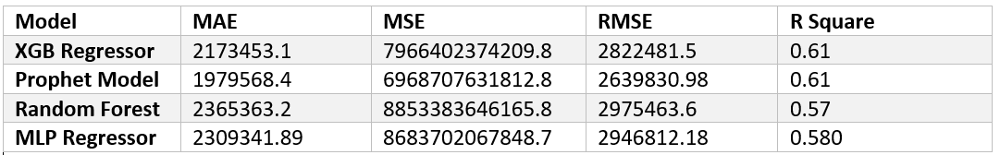 Model MAE MSE RMSE R Square
XGB Regressor 2173453.1 7966402374209.8 2822481.5 0.61
Prophet Model 1979568.4 6968707631812.8 2639830.98 0.61
Random Forest 2365363.2 8853383646165.8 2975463.6 0.57
MLP Regressor 2309341.89 8683702067848.7 2946812.18 0.580